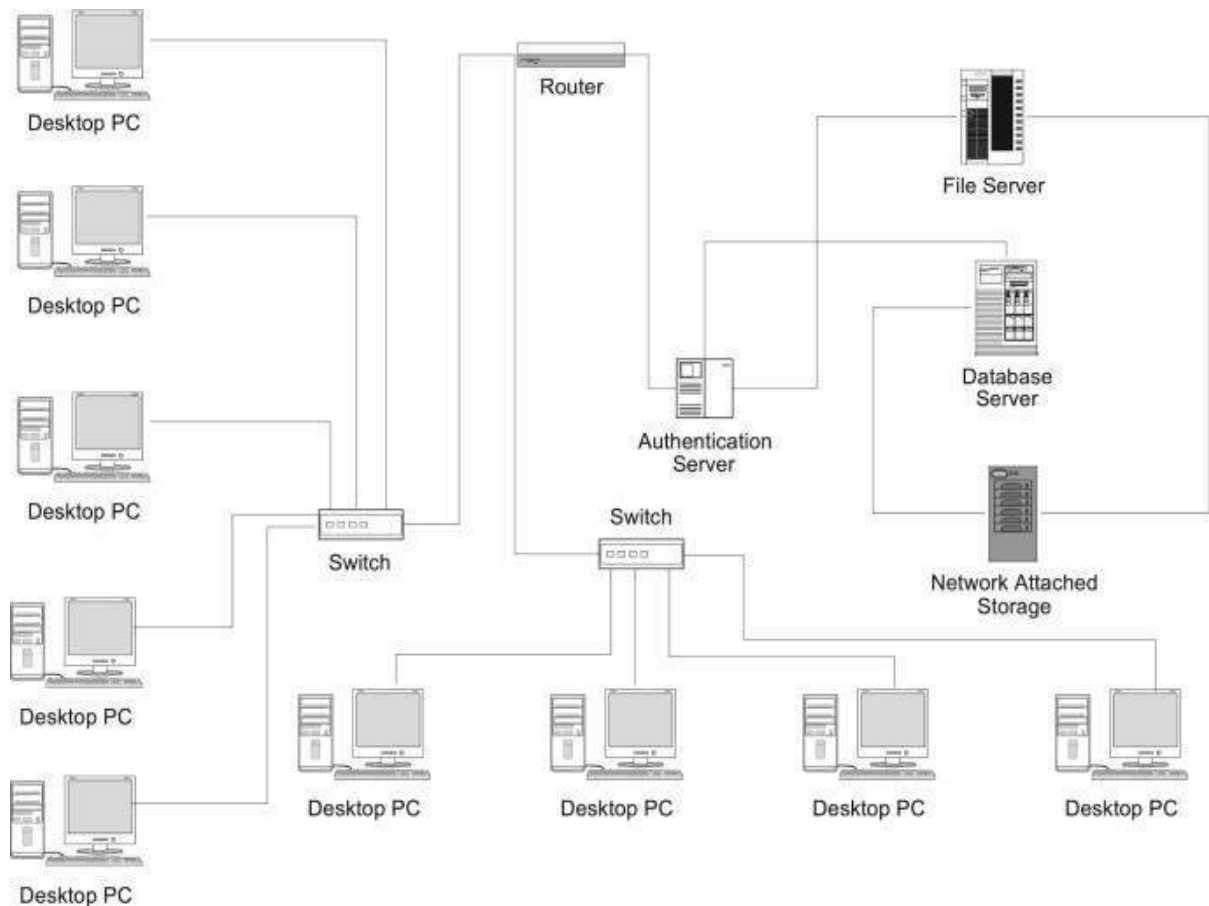 Desktop PC
Router
File Server
Desktop PC
Database
Server
Authentication
Server
Desktop PC
Switch
Switch
Network Attached
Storage
Desktop PC
Desktop PC
Desktop PC
Desktop PC
Desktop PC
Desktop PC